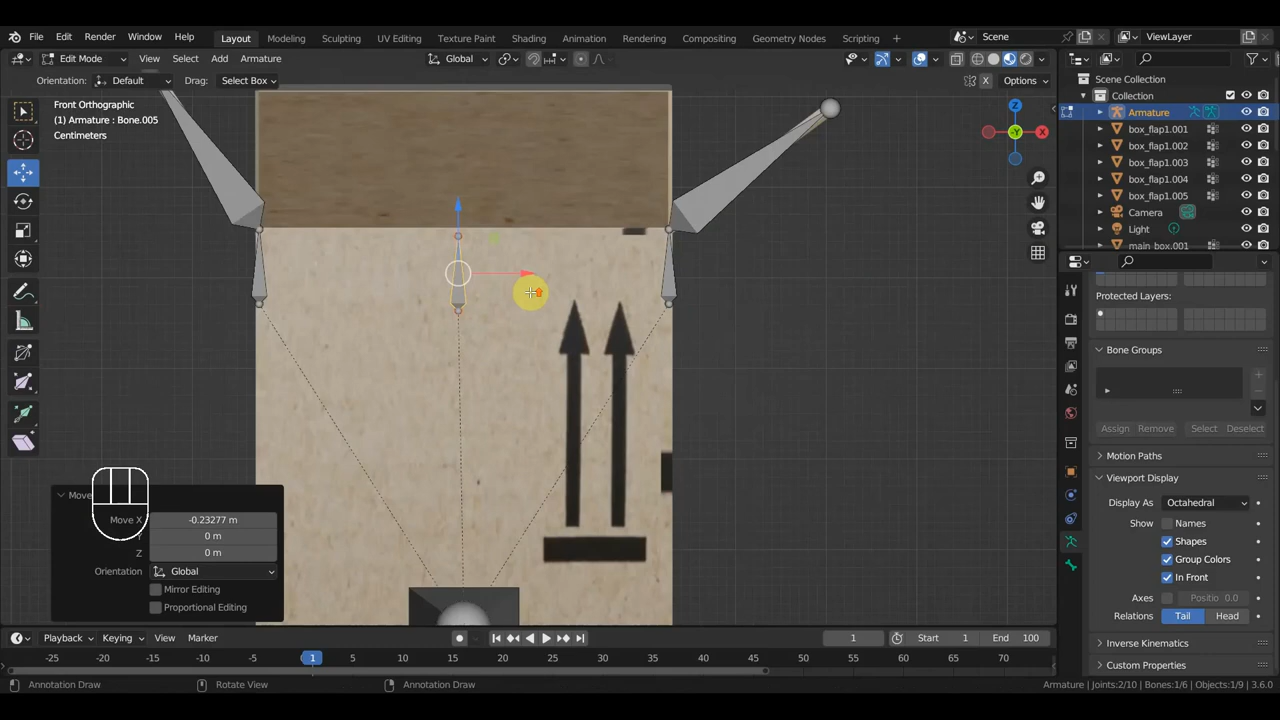 File Edit Render Window Help Layout Modeling Sculpting UV Editing Texture Paint Shading Animation Rendering Compositing Geometry Nodes Scripting + Scene ViewLayer
Edit Mode View Select Add Armature Global
Orientation: Default Drag: Select Box X Options
Front Orthographic
(1) Armature : Bone.005
Centimeters
Z
X
-Y
Scene Collection
Collection
Armature
box_flap1.001
box_flap1.002
box_flap1.003
box_flap1.004
box_flap1.005
Camera
Light
main_box.001
Protected Layers:
Bone Groups
Assign Remove Select Deselect
Motion Paths
Viewport Display
Display As Octahedral
Show Names
Shapes
Group Colors
In Front
Axes Positio 0.0
Relations Tail Head
Inverse Kinematics
Custom Properties
Move
Move X -0.23277 m
Y 0 m
Z 0 m
Orientation Global
Mirror Editing
Proportional Editing
Playback Keying View Marker 1 Start 1 End 100
-25 -20 -15 -10 -5 1 5 10 15 20 25 30 35 40 45 50 55 60 65 70
Annotation Draw Rotate View Annotation Draw Armature | Joints:2/10 | Bones:1/6 | Objects:1/9 | 3.6.0